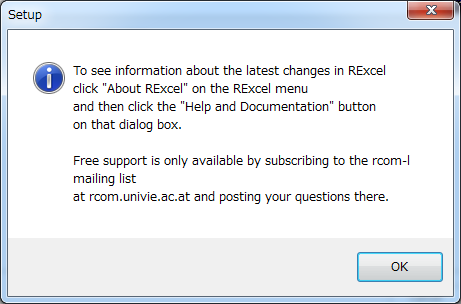 Setup
To see information about the latest changes in RExcel
click "About RExcel" on the RExcel menu
and then click the "Help and Documentation" button
on that dialog box.
Free support is only available by subscribing to the rcom-l
mailing list
at rcom.univie.ac.at and posting your questions there.
OK